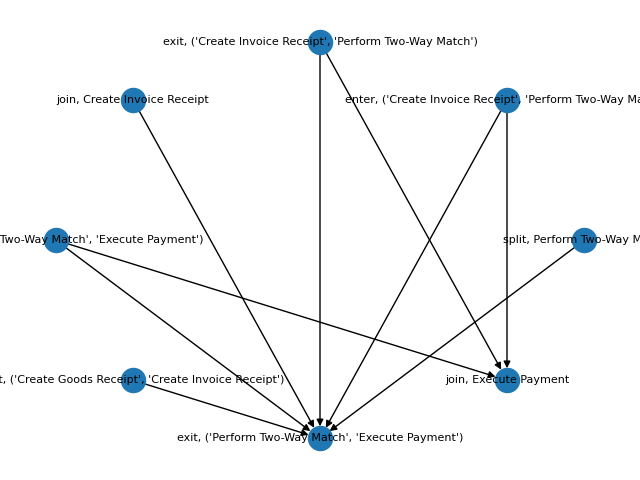 exit, ('Create Invoice Receipt', 'Perform Two-Way Match')
join, Create Invoice Receipt
enter, ('Create Invoice Receipt', 'Perform Two-Way
Two-Way Match', 'Execute Payment')
split, Perform Two-Way
('Create Goods Receipt', 'Create Invoice Receipt')
join, Execute Payment
exit, ('Perform Two-Way Match', 'Execute Payment')